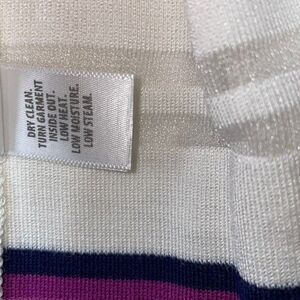 DRY CLEAN.
TURN GARMENT
INSIDE OUT.
LOW HEAT.
LOW MOISTURE.
LOW STEAM.